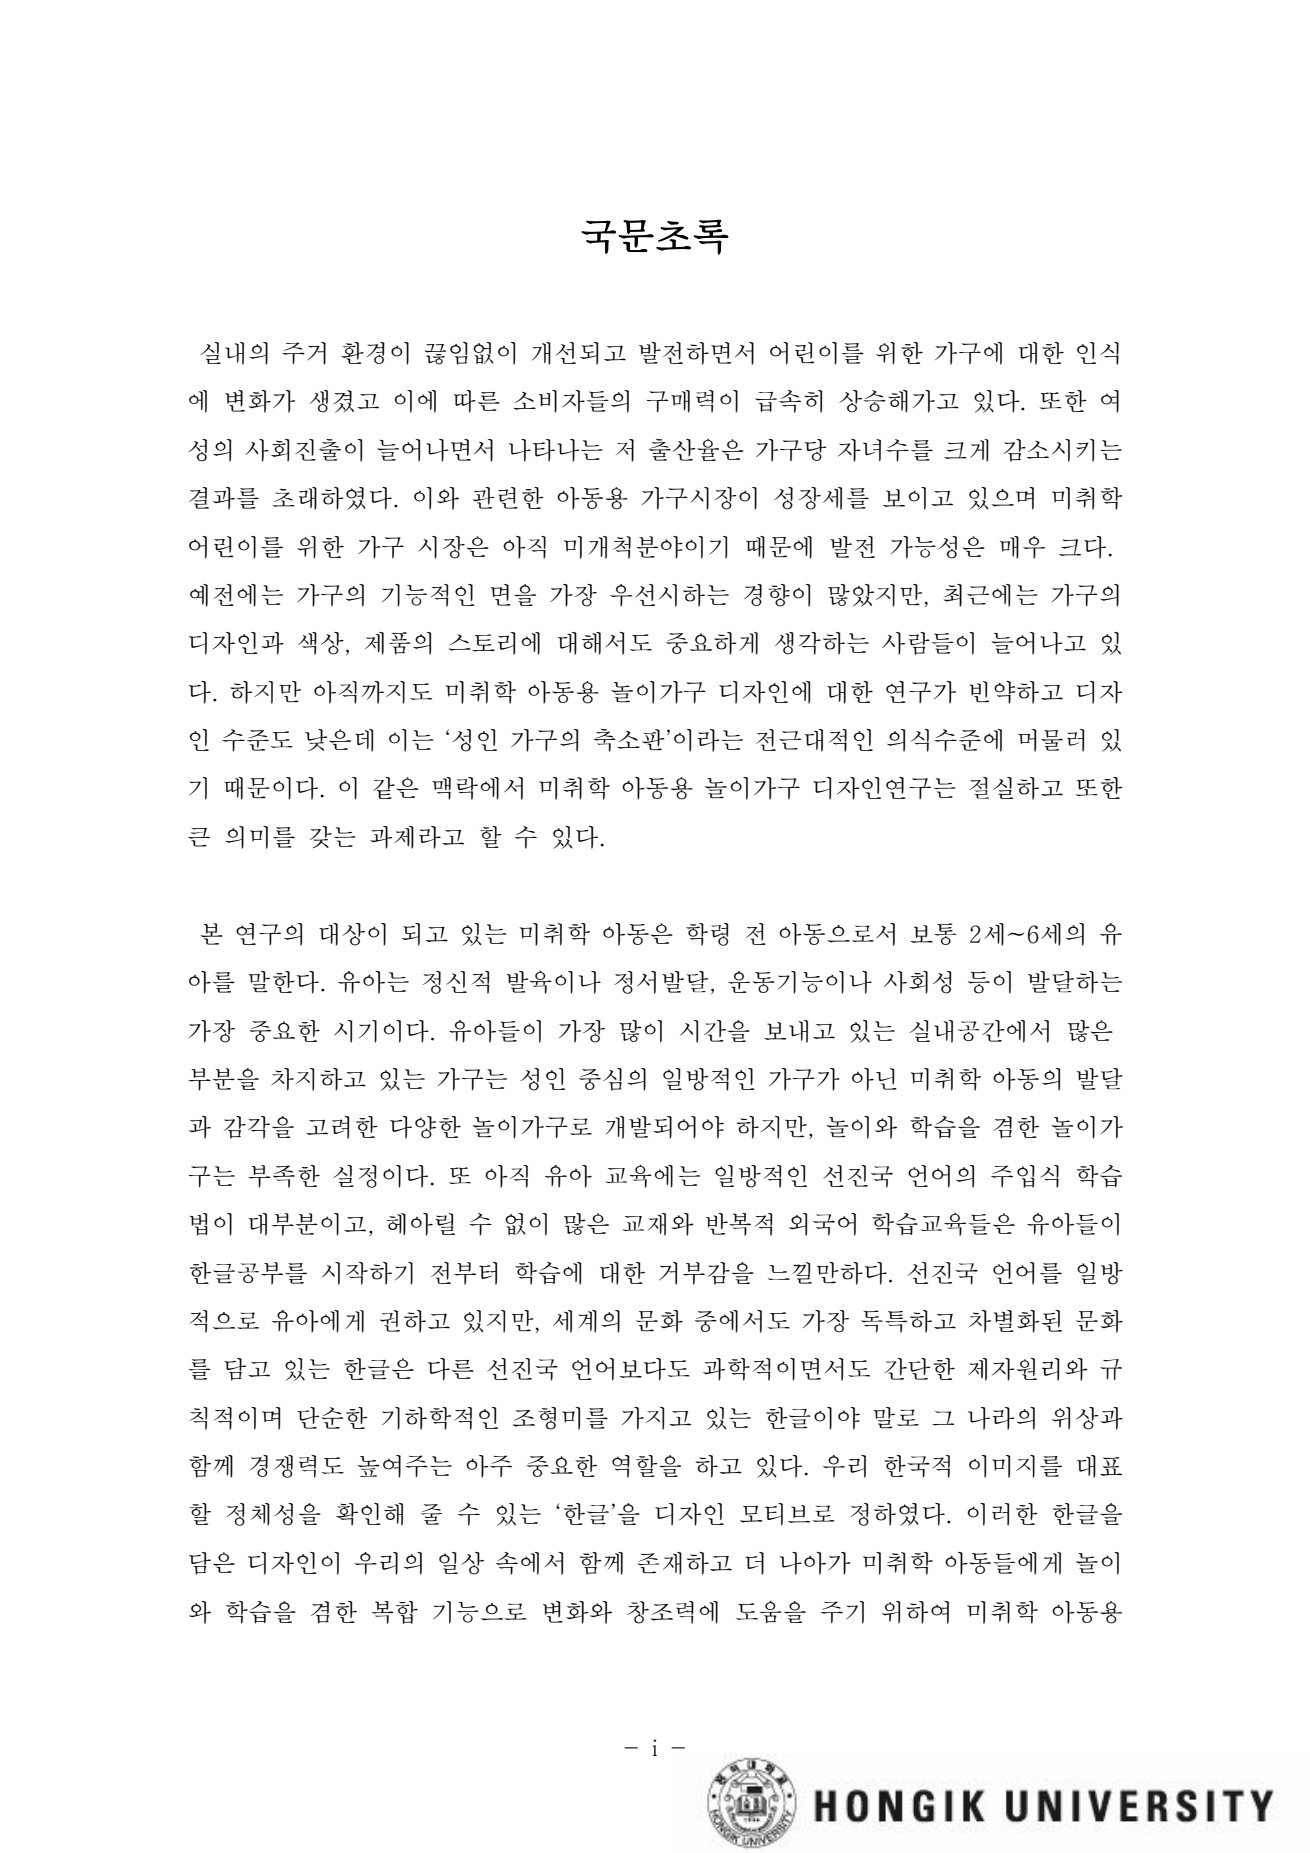 국문초록
실내의 주거 환경이 끊임없이 개선되고 발전하면서 어린이를 위한 가구에 대한 인식
에 변화가 생겼고 이에 따른 소비자들의 구매력이 급속히 상승해가고 있다. 또한 여
성의 사회진출이 늘어나면서 나타나는 저 출산율은 가구당 자녀수를 크게 감소시키는
결과를 초래하였다. 이와 관련한 아동용 가구시장이 성장세를 보이고 있으며 미취학
어린이를 위한 가구 시장은 아직 미개척분야이기 때문에 발전 가능성은 매우 크다.
예전에는 가구의 기능적인 면을 가장 우선시하는 경향이 많았지만, 최근에는 가구의
디자인과 색상, 제품의 스토리에 대해서도 중요하게 생각하는 사람들이 늘어나고 있
다. 하지만 아직까지도 미취학 아동용 놀이가구 디자인에 대한 연구가 빈약하고 디자
인 수준도 낮은데 이는 ‘성인 가구의 축소판’이라는 전근대적인 의식수준에 머물러 있
기 때문이다. 이 같은 맥락에서 미취학 아동용 놀이가구 디자인연구는 절실하고 또한
큰 의미를 갖는 과제라고 할 수 있다.
본 연구의 대상이 되고 있는 미취학 아동은 학령 전 아동으로서 보통 2세~6세의 유
아를 말한다. 유아는 정신적 발육이나 정서발달, 운동기능이나 사회성 등이 발달하는
가장 중요한 시기이다. 유아들이 가장 많이 시간을 보내고 있는 실내공간에서 많은
부분을 차지하고 있는 가구는 성인 중심의 일방적인 가구가 아닌 미취학 아동의 발달
과 감각을 고려한 다양한 놀이가구로 개발되어야 하지만, 놀이와 학습을 겸한 놀이가
구는 부족한 실정이다. 또 아직 유아 교육에는 일방적인 선진국 언어의 주입식 학습
법이 대부분이고, 헤아릴 수 없이 많은 교재와 반복적 외국어 학습교육들은 유아들이
한글공부를 시작하기 전부터 학습에 대한 거부감을 느낄만하다. 선진국 언어를 일방
적으로 유아에게 권하고 있지만, 세계의 문화 중에서도 가장 독특하고 차별화된 문화
를 담고 있는 한글은 다른 선진국 언어보다도 과학적이면서도 간단한 제자원리와 규
칙적이며 단순한 기하학적인 조형미를 가지고 있는 한글이야 말로 그 나라의 위상과
함께 경쟁력도 높여주는 아주 중요한 역할을 하고 있다. 우리 한국적 이미지를 대표
할 정체성을 확인해 줄 수 있는 ‘한글’을 디자인 모티브로 정하였다. 이러한 한글을
담은 디자인이 우리의 일상 속에서 함께 존재하고 더 나아가 미취학 아동들에게 놀이
와 학습을 겸한 복합 기능으로 변화와 창조력에 도움을 주기 위하여 미취학 아동용
- i -
HONGIK UNIVERSITY